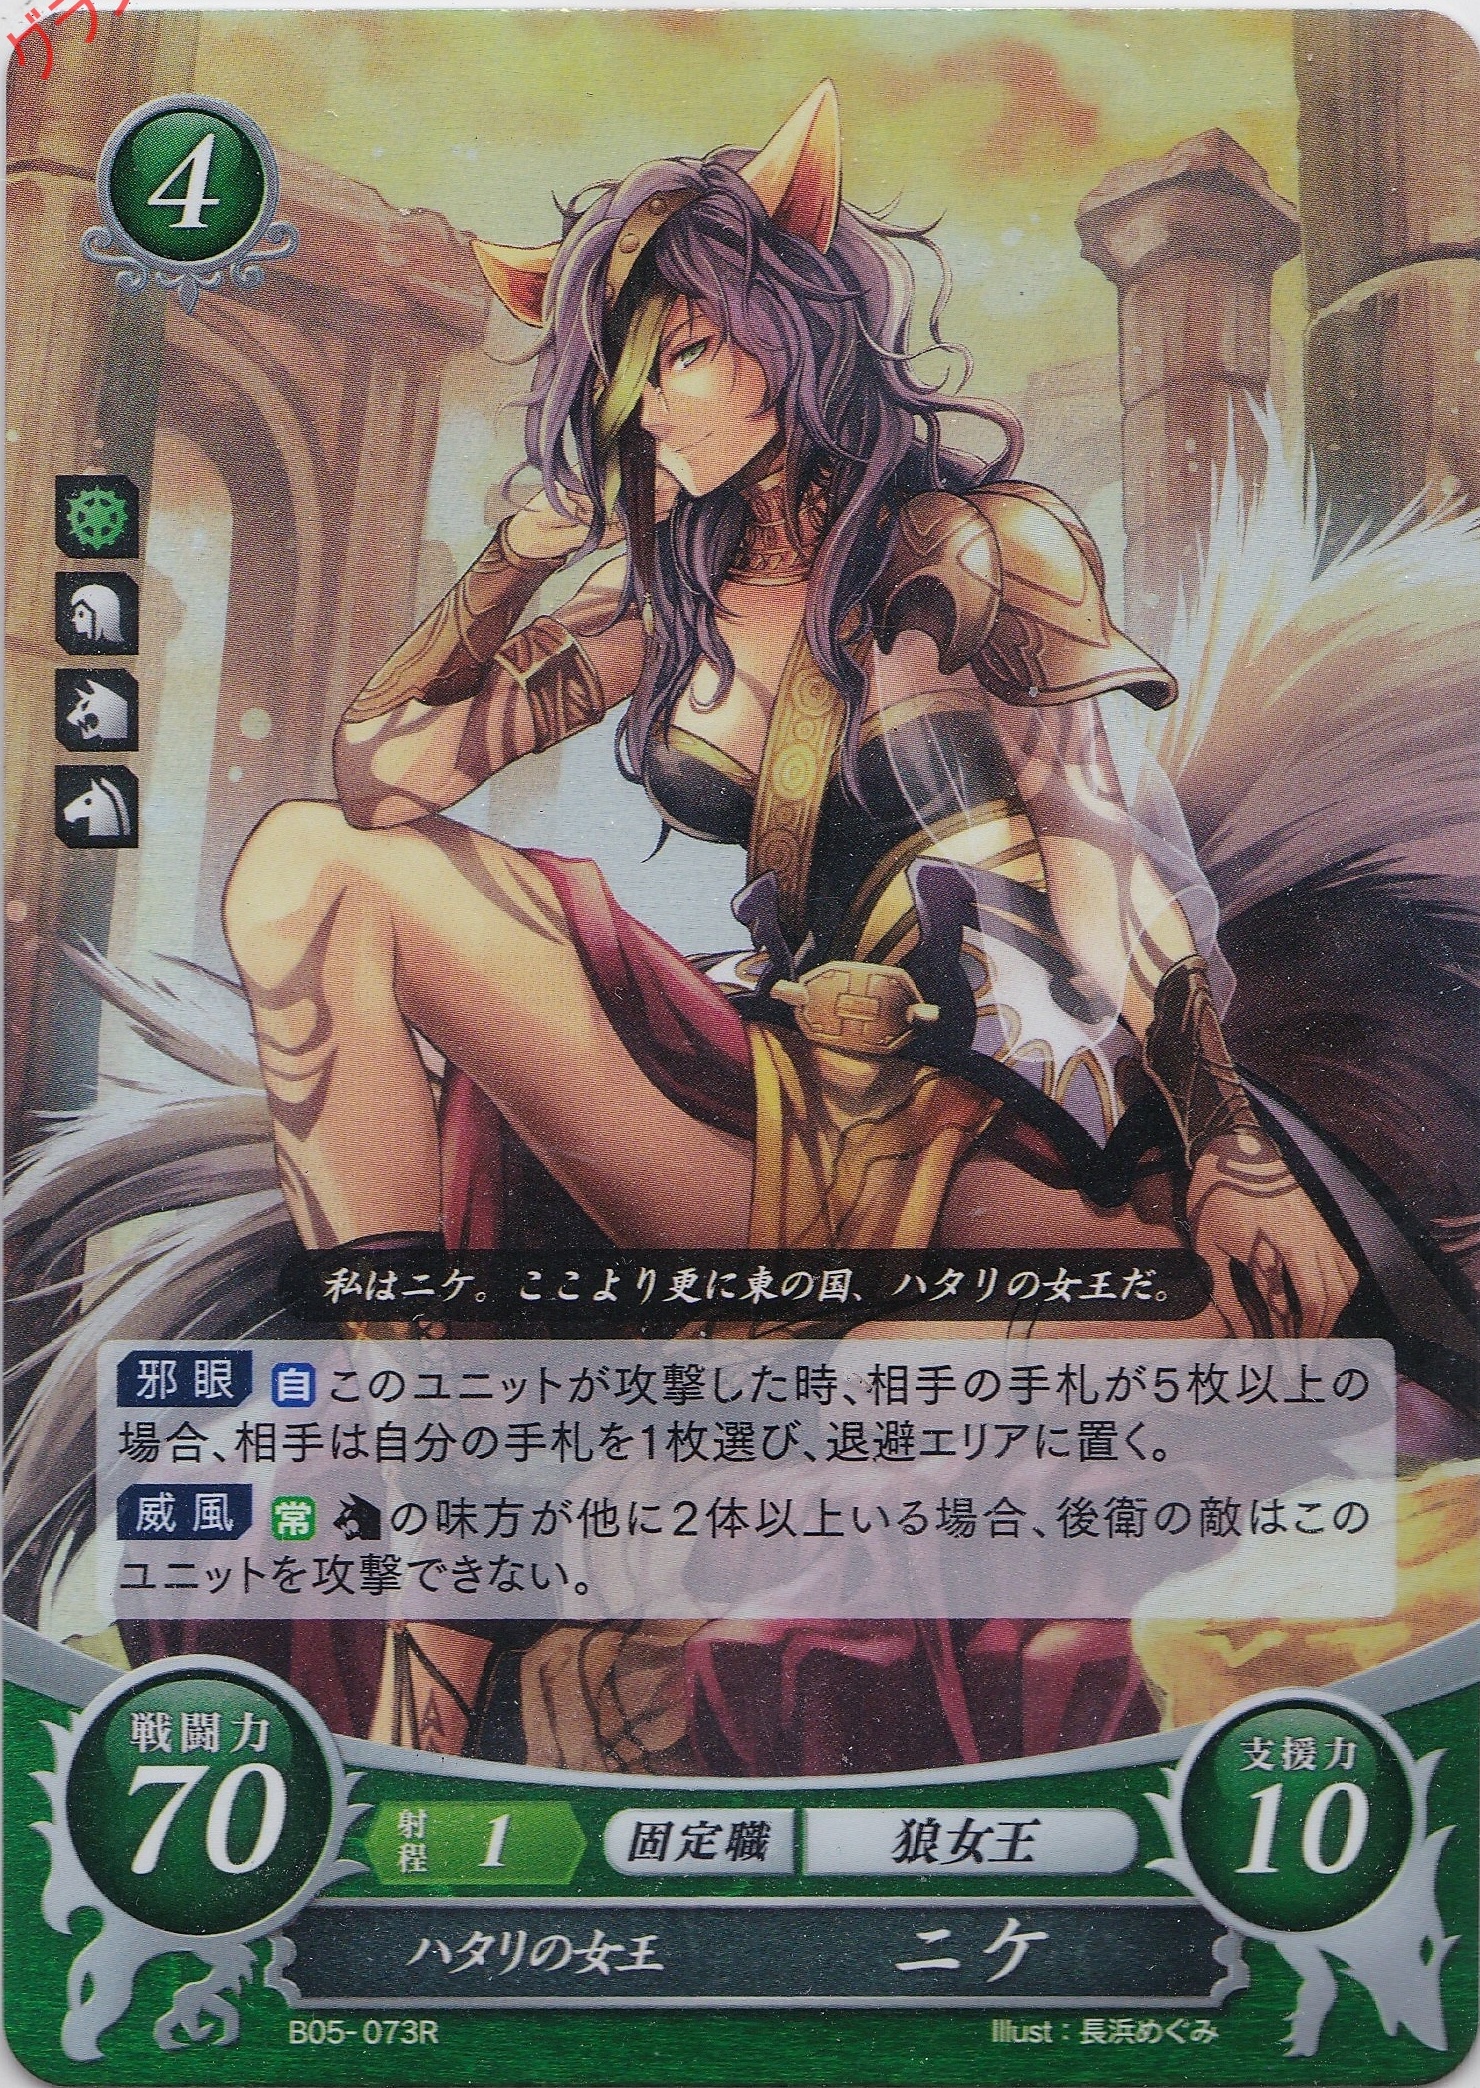 グラ
4
私はニケ。ここより更に東の国、ハタリの女王だ。
邪眼 自 このユニットが攻撃した時、相手の手札が5枚以上の
場合、相手は自分の手札を1枚選び、退避エリアに置く。
威風 常 の味方が他に2体以上いる場合、後衛の敵はこの
ユニットを攻撃できない。
戦闘力
70
射程 1
固定職 狼女王
支援力
10
ハタリの女王 ニケ
B05-073R
Illust：長浜めぐみ